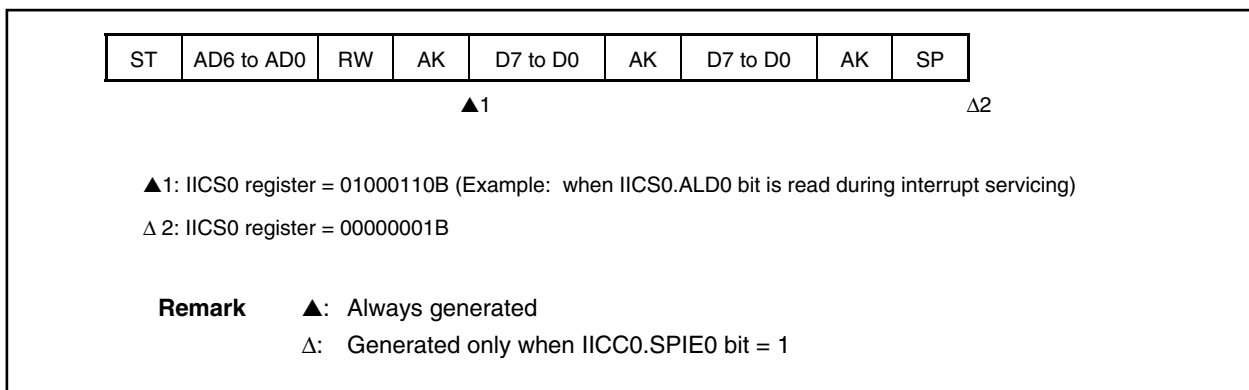 ST AD6 to AD0 RW AK D7 to D0 AK D7 to D0 AK SP
▲1 Δ2
▲1: IICS0 register = 01000110B (Example: when IICS0.ALD0 bit is read during interrupt servicing)
Δ 2: IICS0 register = 00000001B
Remark ▲: Always generated
Δ: Generated only when IICC0.SPIE0 bit = 1